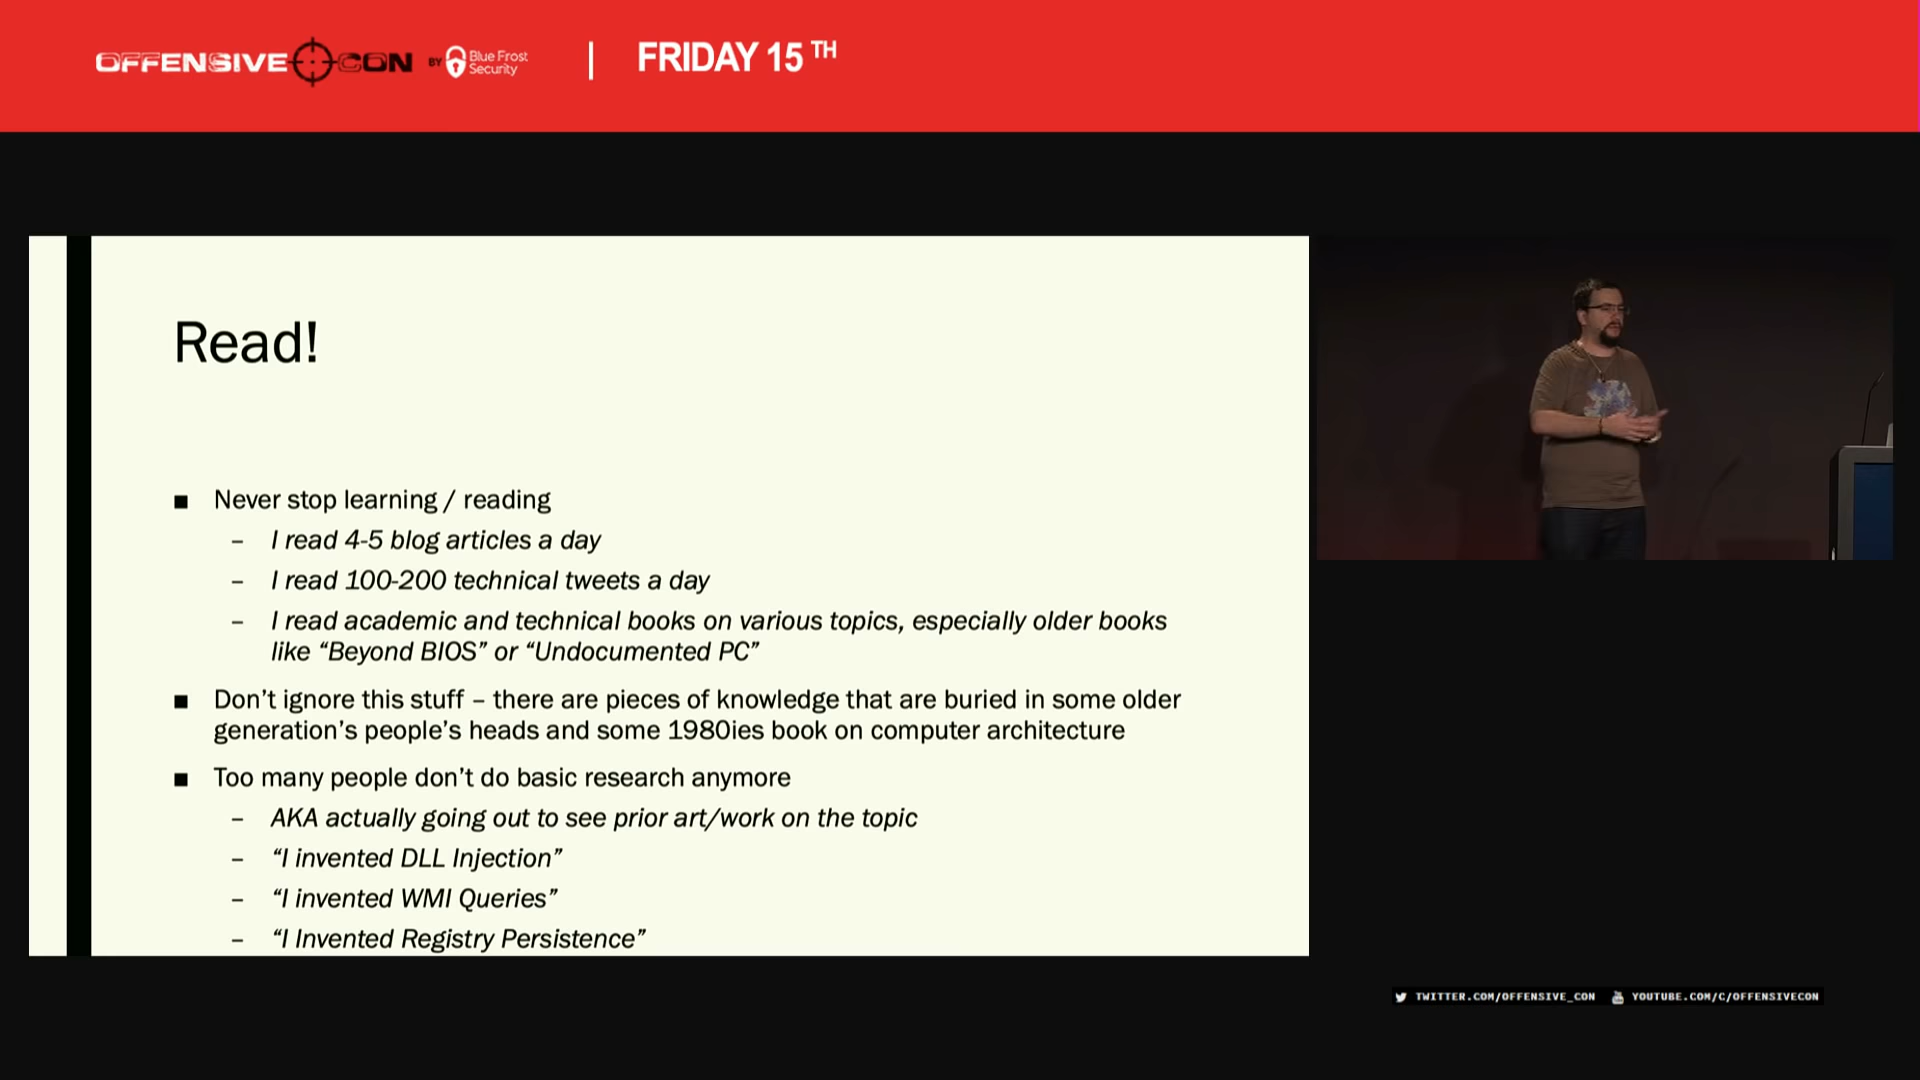 OFFENSIVE CON BY Blue Frost Security | FRIDAY 15 TH
Read!
■ Never stop learning / reading
– I read 4-5 blog articles a day
– I read 100-200 technical tweets a day
– I read academic and technical books on various topics, especially older books
like “Beyond BIOS” or “Undocumented PC”
■ Don’t ignore this stuff – there are pieces of knowledge that are buried in some older
generation’s people’s heads and some 1980ies book on computer architecture
■ Too many people don’t do basic research anymore
– AKA actually going out to see prior art/work on the topic
– “I invented DLL Injection”
– “I invented WMI Queries”
– “I Invented Registry Persistence”
TWITTER.COM/OFFENSIVE_CON YOUTUBE.COM/C/OFFENSIVECON